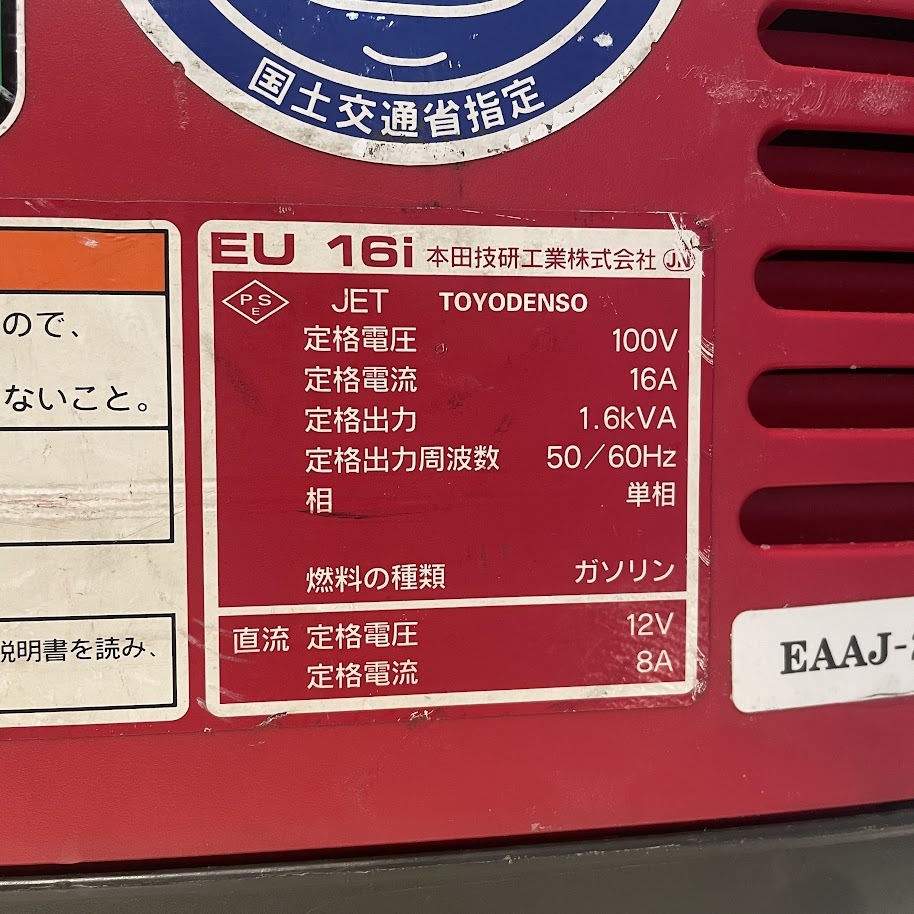 国土交通省指定
ので、
ないこと。
説明書を読み、
EU 16i 本田技研工業株式会社 JN
PSE JET TOYODENSO
定格電圧 100V
定格電流 16A
定格出力 1.6kVA
定格出力周波数 50/60Hz
相 単相
燃料の種類 ガソリン
直流 定格電圧 12V
定格電流 8A
EAAJ-